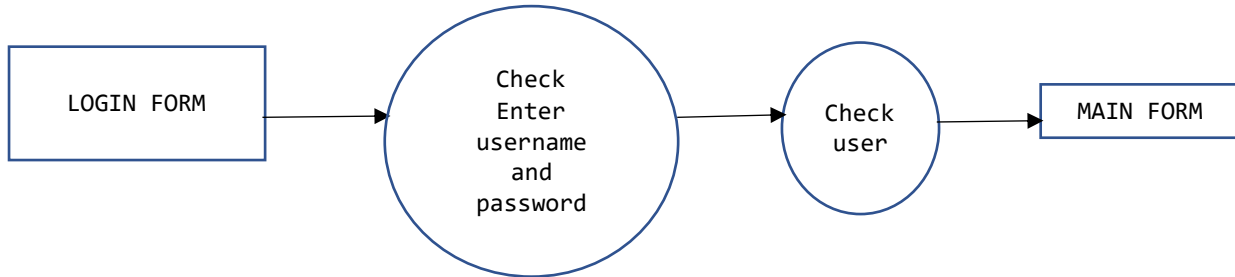 LOGIN FORM
Check
Enter
username
and
password
Check
user
MAIN FORM